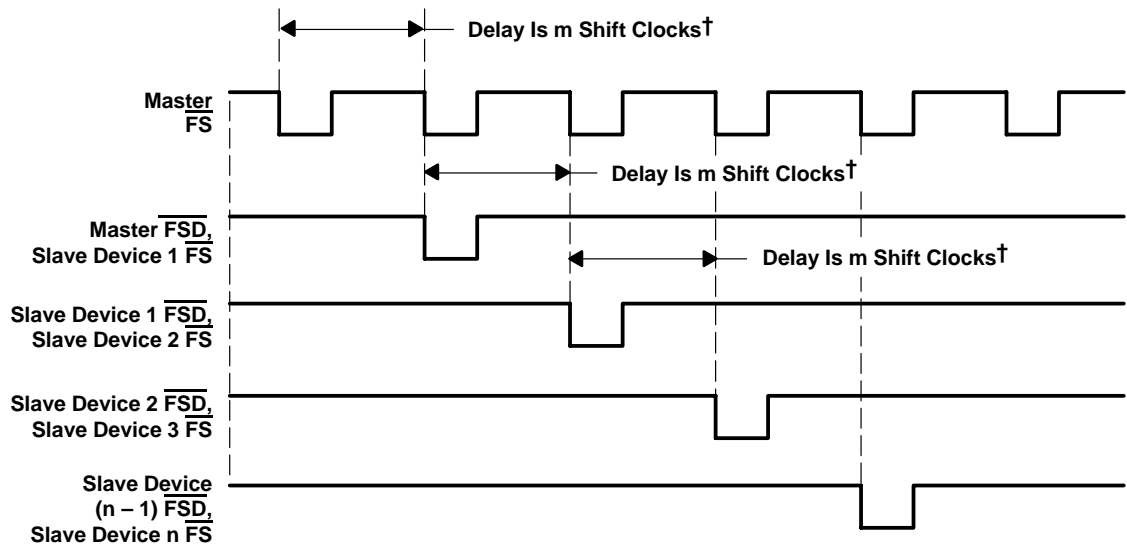 Delay Is m Shift Clocks†
Master
FS
Delay Is m Shift Clocks†
Master FSD,
Slave Device 1 FS
Delay Is m Shift Clocks†
Slave Device 1 FSD,
Slave Device 2 FS
Slave Device 2 FSD,
Slave Device 3 FS
Slave Device
(n – 1) FSD,
Slave Device n FS